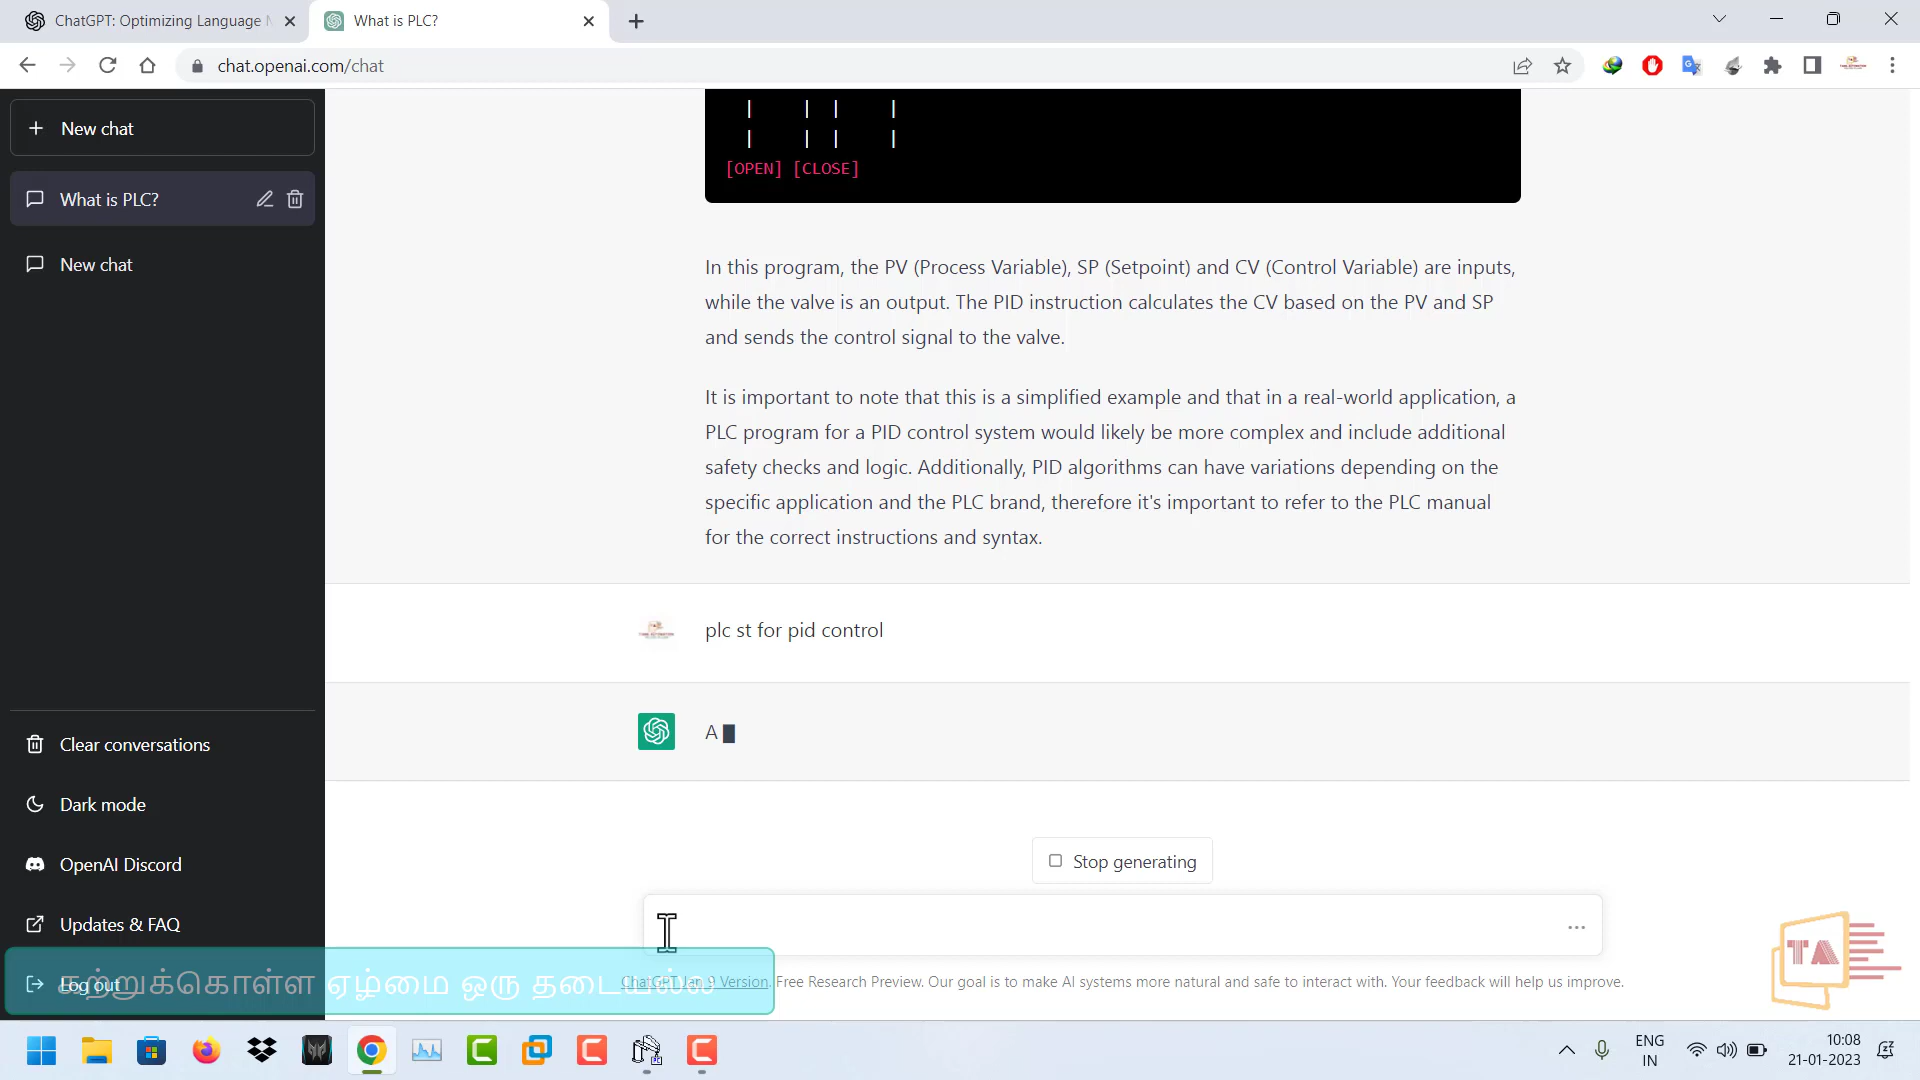 ChatGPT: Optimizing Language M
What is PLC?
chat.openai.com/chat
New chat
What is PLC?
New chat
[OPEN] [CLOSE]
In this program, the PV (Process Variable), SP (Setpoint) and CV (Control Variable) are inputs,
while the valve is an output. The PID instruction calculates the CV based on the PV and SP
and sends the control signal to the valve.
It is important to note that this is a simplified example and that in a real-world application, a
PLC program for a PID control system would likely be more complex and include additional
safety checks and logic. Additionally, PID algorithms can have variations depending on the
specific application and the PLC brand, therefore it's important to refer to the PLC manual
for the correct instructions and syntax.
plc st for pid control
A
Stop generating
Clear conversations
Dark mode
OpenAI Discord
Updates & FAQ
Log out
கற்றுக்கொள்ள ஏழ்மை ஒரு தடையல்ல
ChatGPT Jan 9 Version. Free Research Preview. Our goal is to make AI systems more natural and safe to interact with. Your feedback will help us improve.
TA
ENG
IN
10:08
21-01-2023